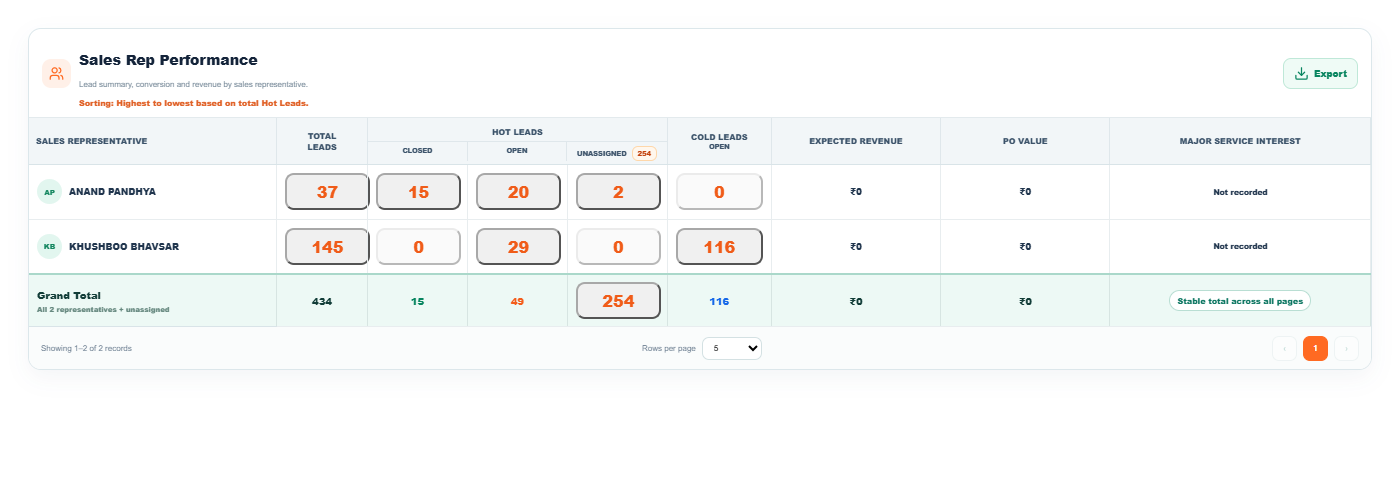 Sales Rep Performance
Lead summary, conversion and revenue by sales representative.
Sorting: Highest to lowest based on total Hot Leads.
Export
SALES REPRESENTATIVE
TOTAL
LEADS
HOT LEADS
CLOSED
OPEN
UNASSIGNED 254
COLD LEADS
OPEN
EXPECTED REVENUE
PO VALUE
MAJOR SERVICE INTEREST
AP ANAND PANDHYA 37 15 20 2 0 ₹0 ₹0 Not recorded
KB KHUSHBOO BHAVSAR 145 0 29 0 116 ₹0 ₹0 Not recorded
Grand Total
All 2 representatives + unassigned
434 15 49 254 116 ₹0 ₹0 Stable total across all pages
Showing 1–2 of 2 records
Rows per page 5
‹ 1 ›